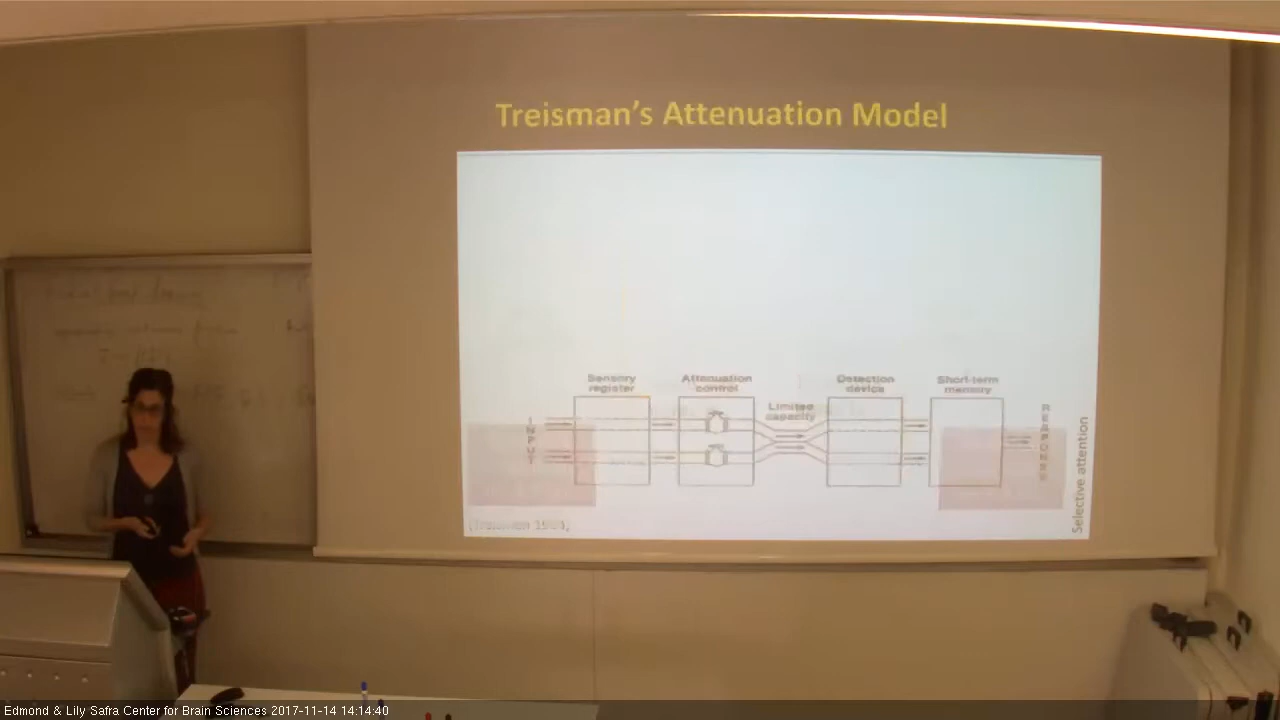 Treisman's Attenuation Model
Sensory register
Attenuation control
Limited capacity
Detection device
Short-term memory
INPUT
RESPONSE
Selective attention
Edmond & Lily Safra Center for Brain Sciences 2017-11-14 14:14:40